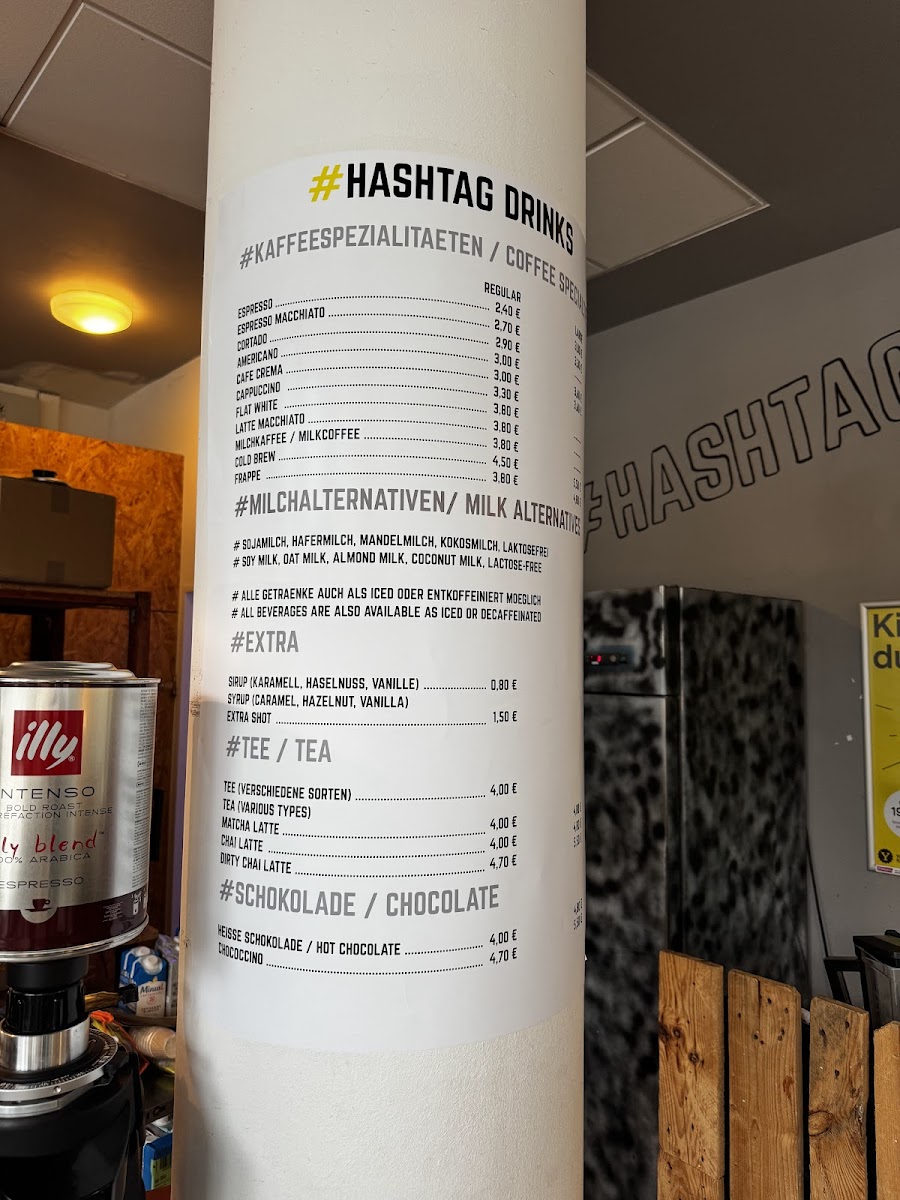 #HASHTAG DRINKS
#KAFFEESPEZIALITAETEN / COFFEE
REGULAR
ESPRESSO 2,40 €
ESPRESSO MACCHIATO 2,70 €
CORTADO 2,90 €
AMERICANO 3,00 €
CAFE CREMA 3,00 €
CAPPUCCINO 3,30 €
FLAT WHITE 3,80 €
LATTE MACCHIATO 3,80 €
MILCHKAFFEE / MILKCOFFEE 3,80 €
COLD BREW 4,50 €
FRAPPE 3,80 €
#MILCHALTERNATIVEN/ MILK ALTERNATIVES
# SOJAMILCH, HAFERMILCH, MANDELMILCH, KOKOSMILCH, LAKTOSEFREI
# SOY MILK, OAT MILK, ALMOND MILK, COCONUT MILK, LACTOSE-FREE
# ALLE GETRAENKE AUCH ALS ICED ODER ENTKOFFEINIERT MOEGLICH
# ALL BEVERAGES ARE ALSO AVAILABLE AS ICED OR DECAFFEINATED
#EXTRA
SIRUP (KARAMELL, HASELNUSS, VANILLE) 0,80 €
SYRUP (CARAMEL, HAZELNUT, VANILLA)
EXTRA SHOT 1,50 €
#TEE / TEA
TEE (VERSCHIEDENE SORTEN) 4,00 €
TEA (VARIOUS TYPES)
MATCHA LATTE 4,00 €
CHAI LATTE 4,00 €
DIRTY CHAI LATTE 4,70 €
#SCHOKOLADE / CHOCOLATE
HEISSE SCHOKOLADE / HOT CHOCOLATE 4,00 €
CHOCOCCINO 4,70 €
#HASHTAG
illy
INTENSO
BOLD ROAST
blend
100% ARABICA
ESPRESSO